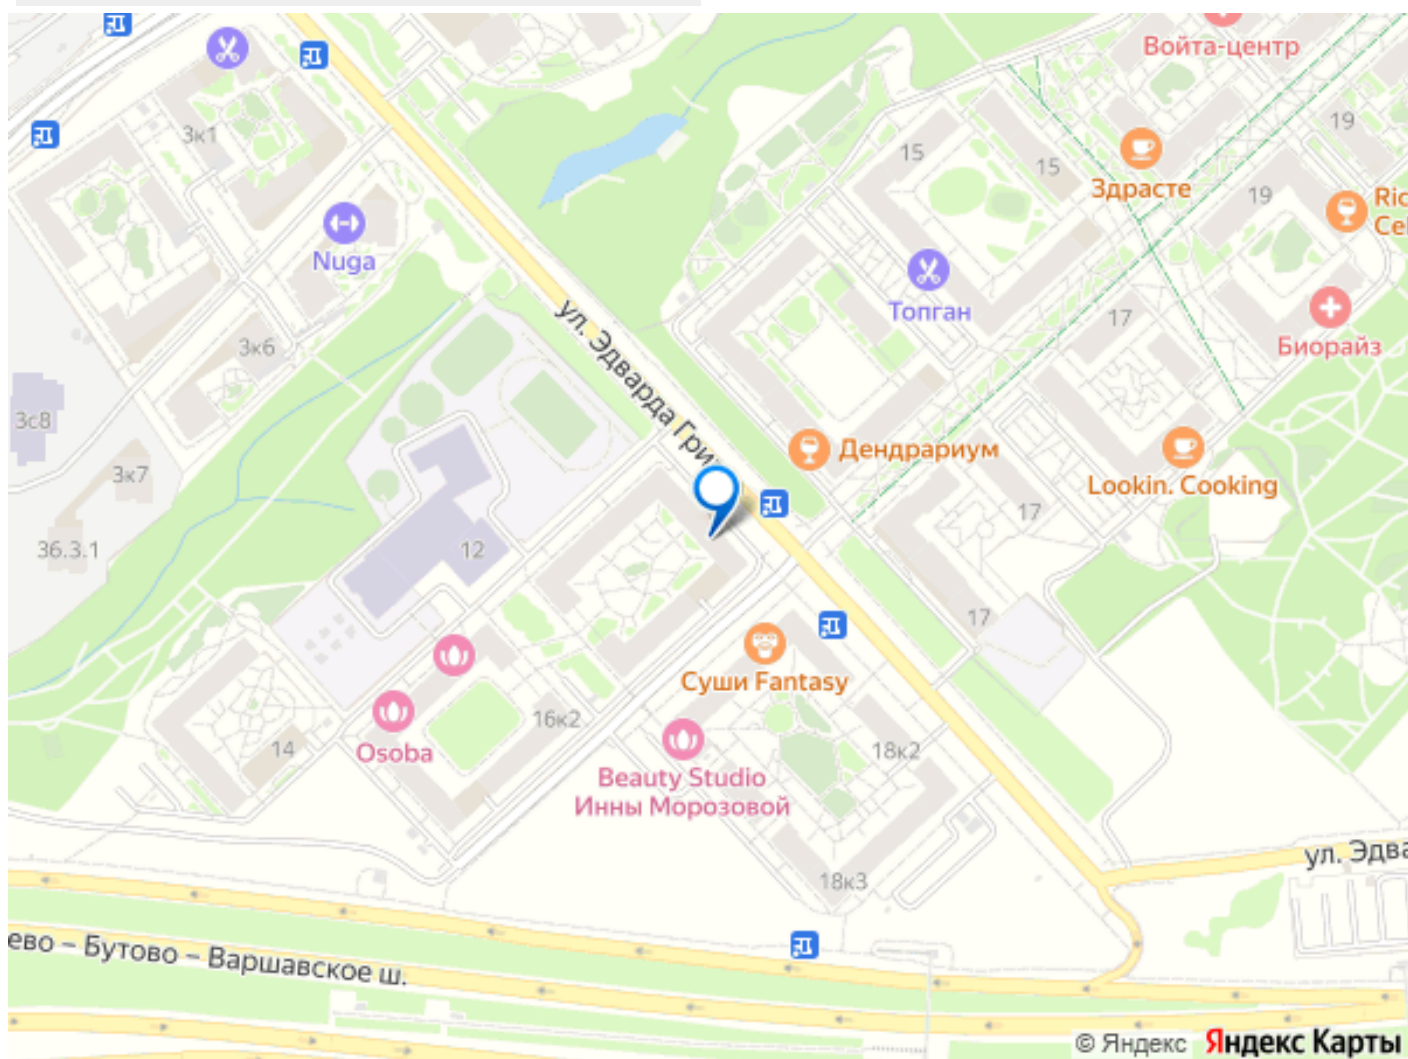 Войта-центр
3к1
15
15
19
Здрасте
19
Ric
Cel
Nuga
Топган
17
Биорайз
ул. Эдварда Гри
3к6
3с8
3к7
Дендрариум
Lookin. Cooking
17
36.3.1
12
17
Суши Fantasy
16к2
14
Osoba
18к2
Beauty Studio
Инны Морозовой
ул. Эдва
18к3
ево – Бутово – Варшавское ш.
© Яндекс Яндекс Карты